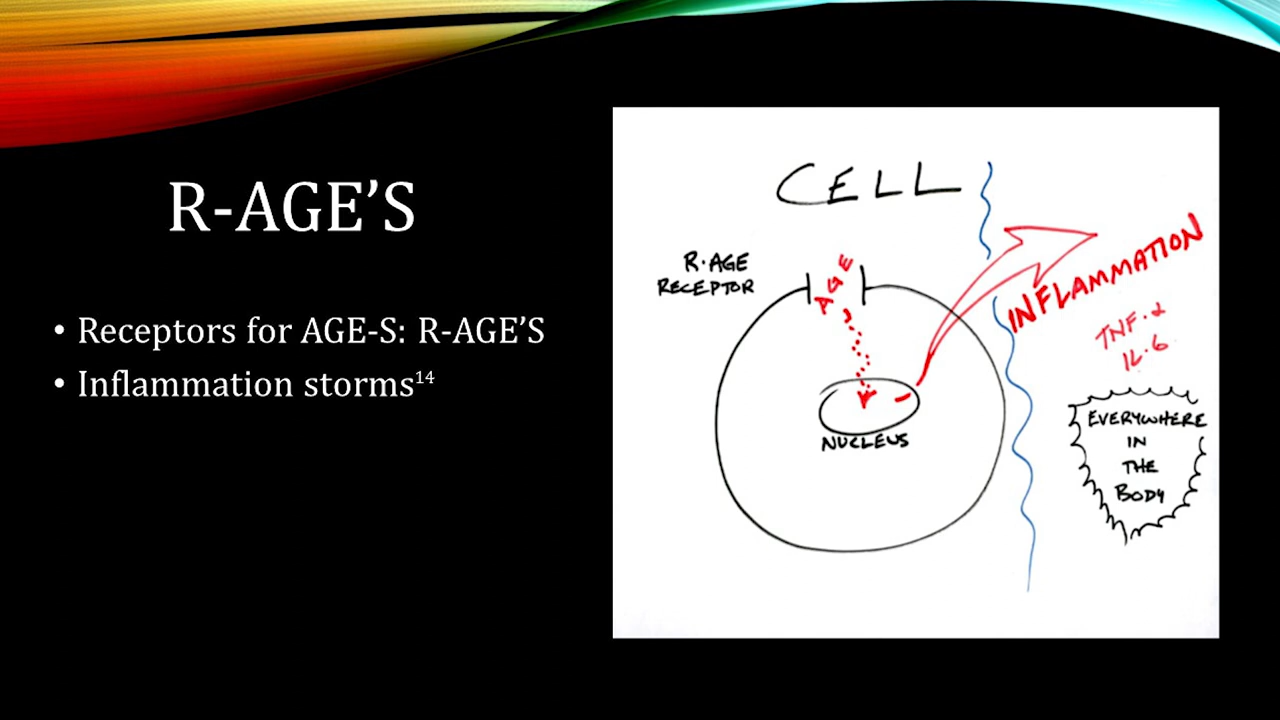 R-AGE’S
• Receptors for AGE-S: R-AGE’S
• Inflammation storms¹⁴
CELL
R·AGE
RECEPTOR
AGE
NUCLEUS
INFLAMMATION
TNF·α
IL·6
EVERYWHERE
IN
THE
BODY